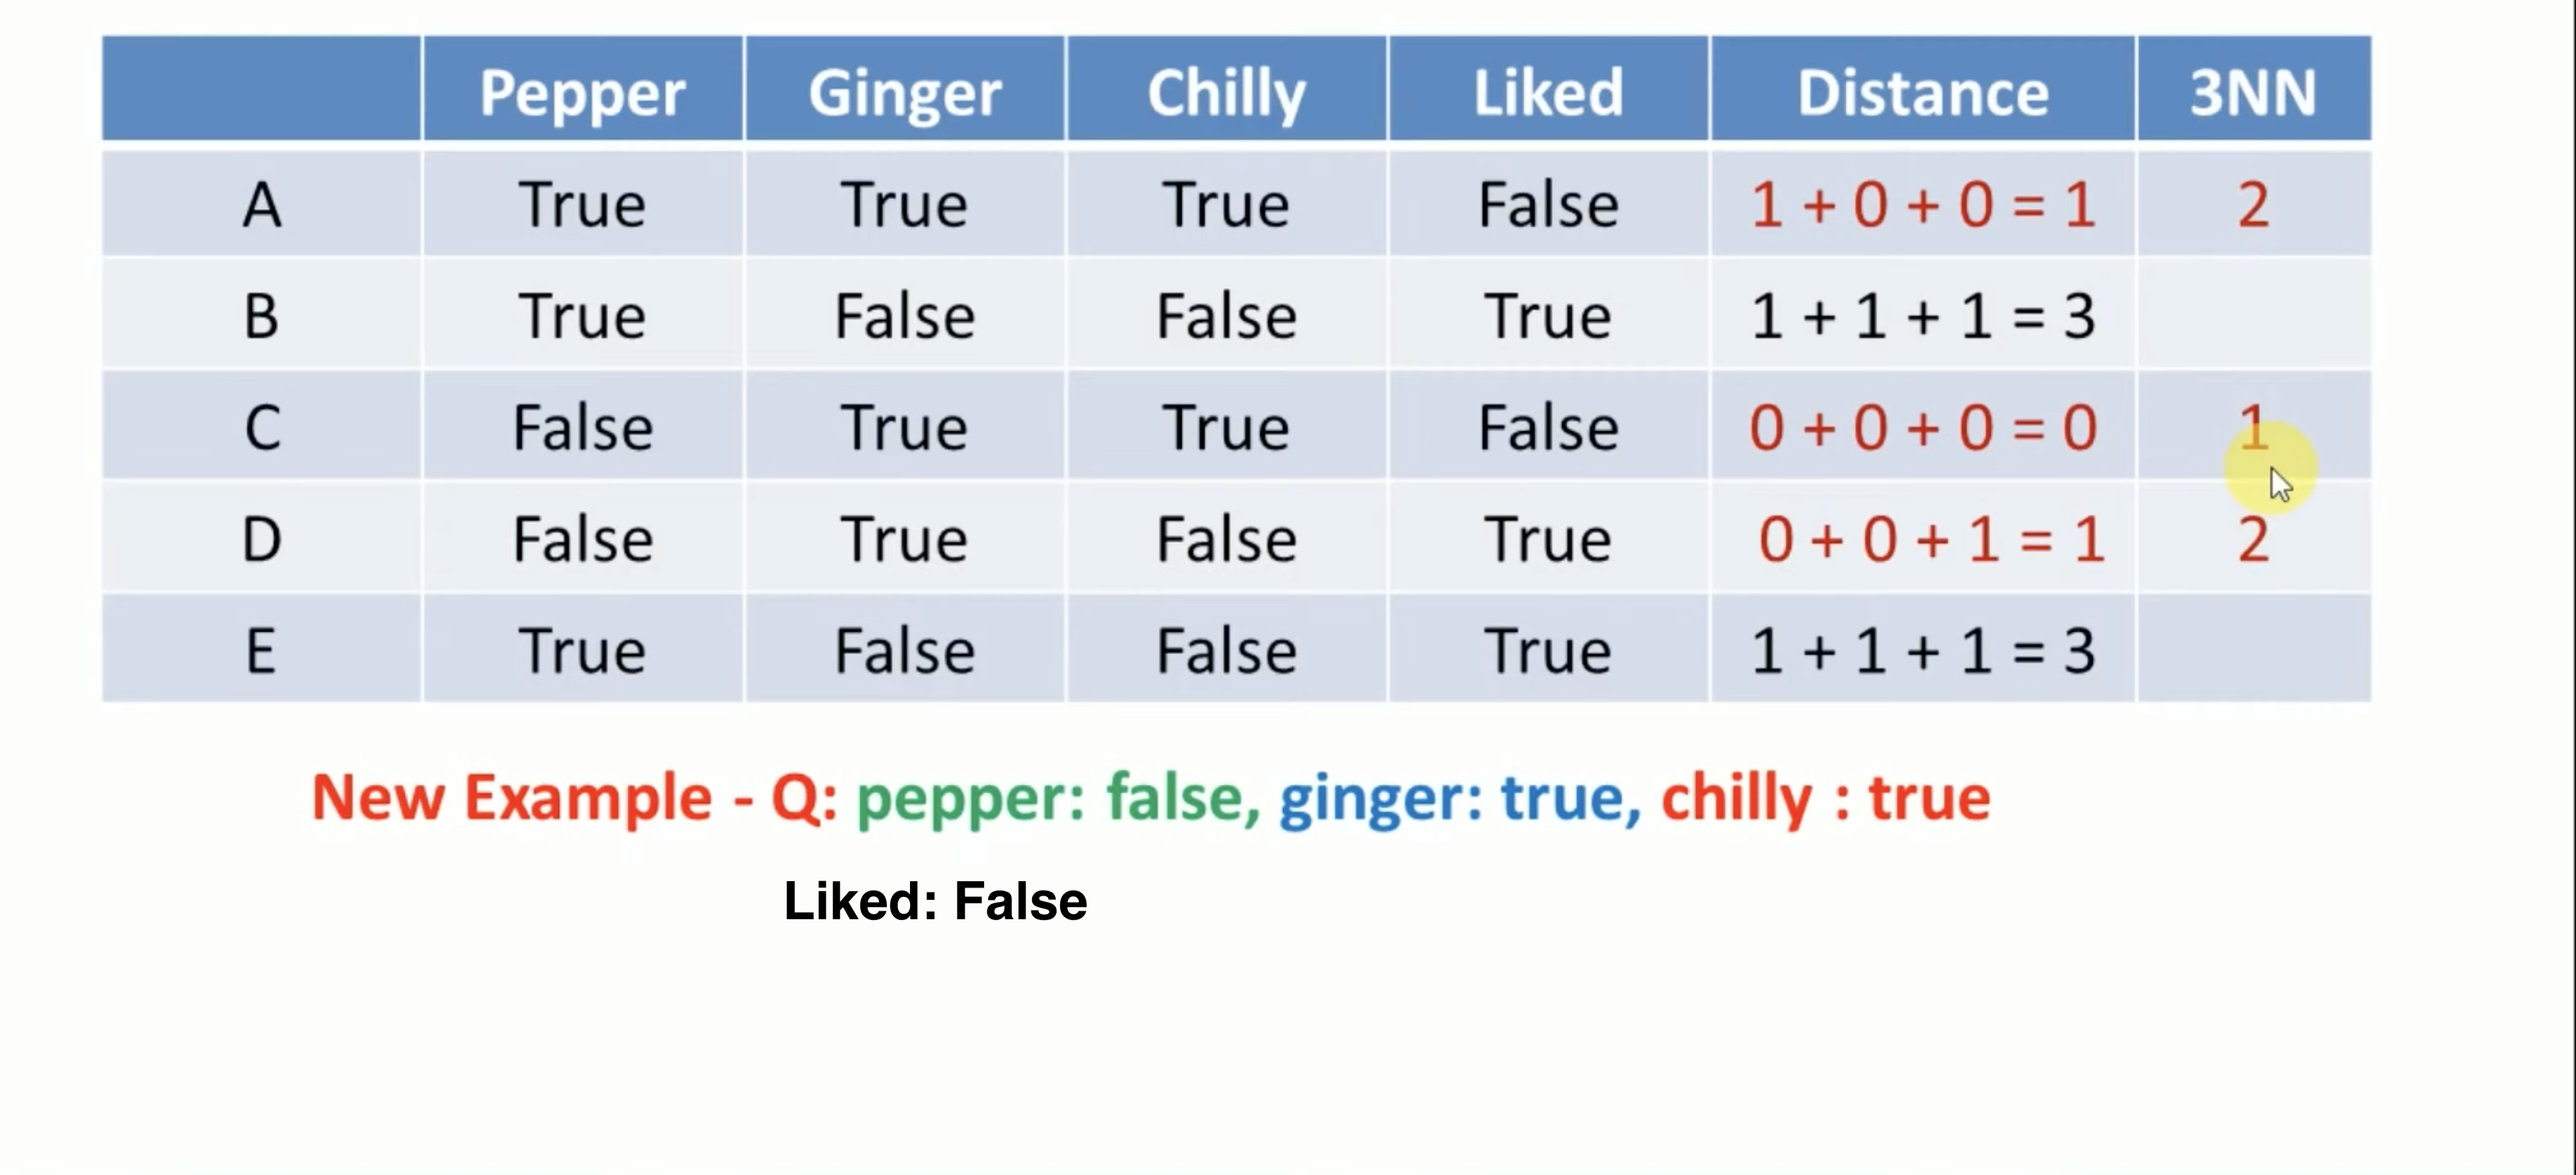 Pepper Ginger Chilly Liked Distance 3NN
A True True True False 1 + 0 + 0 = 1 2
B True False False True 1 + 1 + 1 = 3
C False True True False 0 + 0 + 0 = 0 1
D False True False True 0 + 0 + 1 = 1 2
E True False False True 1 + 1 + 1 = 3
New Example - Q: pepper: false, ginger: true, chilly : true
Liked: False